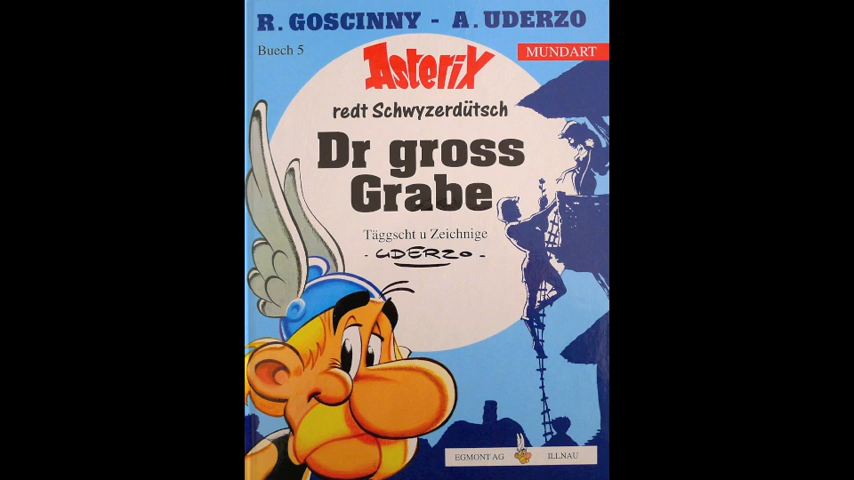 R. GOSCINNY - A. UDERZO
Buech 5
MUNDART
Asterix
redt Schwyzerdütsch
Dr gross
Grabe
Täggscht u Zeichnige
- UDERZO -
EGMONT AG ILLNAU